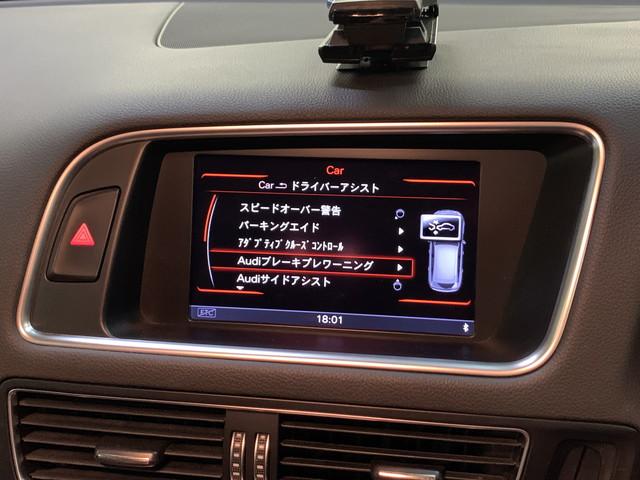 Car
Car ドライバーアシスト
スピードオーバー警告
パーキングエイド
ｱﾀﾞﾌﾟﾃｨﾌﾞｸﾙｰｽﾞｺﾝﾄﾛｰﾙ
Audiブレーキプレワーニング
Audiサイドアシスト
ETC
18:01